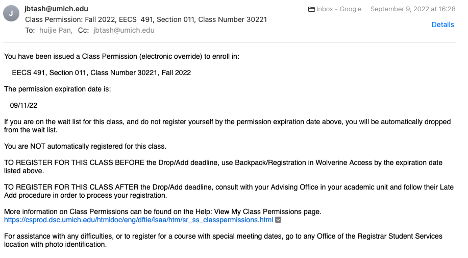 J
jbtash@umich.edu
Inbox - Google
September 9, 2022 at 16:28
Class Permission: Fall 2022, EECS 491, Section 011, Class Number 30221
Details
To: huijie Pan, Cc: jbtash@umich.edu
You have been issued a Class Permission (electronic override) to enroll in:
EECS 491, Section 011, Class Number 30221, Fall 2022
The permission expiration date is:
09/11/22
If you are on the wait list for this class, and do not register yourself by the permission expiration date above, you will be automatically dropped
from the wait list.
You are NOT automatically registered for this class.
TO REGISTER FOR THIS CLASS BEFORE the Drop/Add deadline, use Backpack/Registration in Wolverine Access by the expiration date
listed above.
TO REGISTER FOR THIS CLASS AFTER the Drop/Add deadline, consult with your Advising Office in your academic unit and follow their Late
Add procedure in order to process your registration.
More information on Class Permissions can be found on the Help: View My Class Permissions page.
https://csprod.dsc.umich.edu/htmldoc/eng/dftie/lsaa/htm/sr_ss_classpermissions.html
For assistance with any difficulties, or to register for a course with special meeting dates, go to any Office of the Registrar Student Services
location with photo identification.